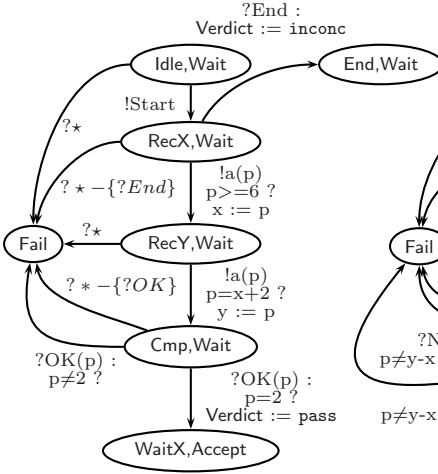 ?End :
Verdict := inconc
Idle,Wait
End,Wait
!Start
?⋆
RecX,Wait
!a(p)
? ⋆ −{?End}
p>=6 ?
x := p
?⋆
Fail
RecY,Wait
Fail
!a(p)
? ∗ −{?OK}
p=x+2 ?
y := p
Cmp,Wait
?N
?OK(p) :
p≠2 ?
p≠y-x
?OK(p) :
p=2 ?
Verdict := pass
p≠y-x
WaitX,Accept